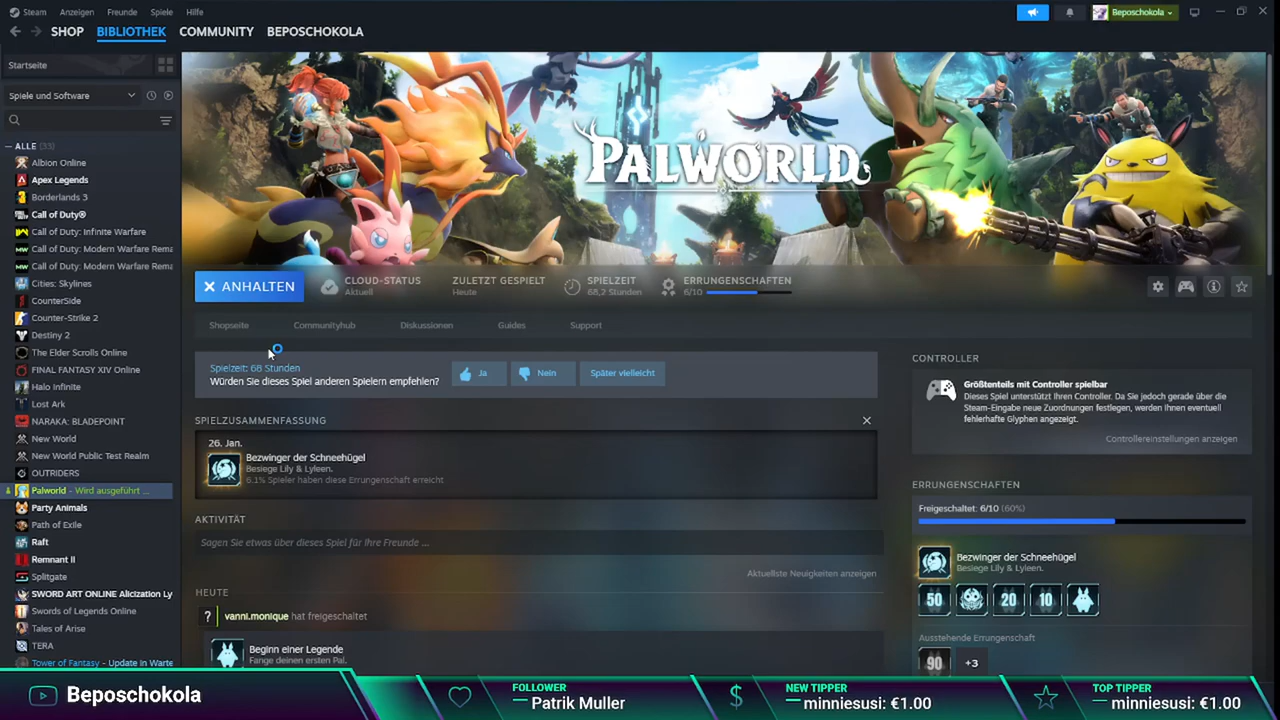 Steam Anzeigen Freunde Spiele Hilfe
Beposchokola
SHOP BIBLIOTHEK COMMUNITY BEPOSCHOKOLA
Startseite
Spiele und Software
ALLE (33)
Albion Online
Apex Legends
Borderlands 3
Call of Duty®
Call of Duty: Infinite Warfare
Call of Duty: Modern Warfare Rema
Call of Duty: Modern Warfare Rema
Cities: Skylines
CounterSide
Counter-Strike 2
Destiny 2
The Elder Scrolls Online
FINAL FANTASY XIV Online
Halo Infinite
Lost Ark
NARAKA: BLADEPOINT
New World
New World Public Test Realm
OUTRIDERS
Palworld - Wird ausgeführt ...
Party Animals
Path of Exile
Raft
Remnant II
Splitgate
SWORD ART ONLINE Alicization Ly
Swords of Legends Online
Tales of Arise
TERA
Tower of Fantasy - Update in Warte
PALWORLD
ANHALTEN
CLOUD-STATUS
Aktuell
ZULETZT GESPIELT
Heute
SPIELZEIT
68,2 Stunden
ERRUNGENSCHAFTEN
6/10
Shopseite Communityhub Diskussionen Guides Support
Spielzeit: 68 Stunden
Würden Sie dieses Spiel anderen Spielern empfehlen?
Ja Nein Später vielleicht
SPIELZUSAMMENFASSUNG
26. Jan.
Bezwinger der Schneehügel
Besiege Lily & Lyleen.
6.1% Spieler haben diese Errungenschaft erreicht
AKTIVITÄT
Sagen Sie etwas über dieses Spiel für Ihre Freunde ...
Aktuellste Neuigkeiten anzeigen
HEUTE
? vanni.monique hat freigeschaltet
Beginn einer Legende
Fange deinen ersten Pal.
CONTROLLER
Größtenteils mit Controller spielbar
Dieses Spiel unterstützt Ihren Controller. Da Sie jedoch gerade über die
Steam-Eingabe neue Zuordnungen festlegen, werden Ihnen eventuell
fehlerhafte Glyphen angezeigt.
Controllereinstellungen anzeigen
ERRUNGENSCHAFTEN
Freigeschaltet: 6/10 (60%)
Bezwinger der Schneehügel
Besiege Lily & Lyleen.
50 20 10
Ausstehende Errungenschaft
90 +3
Beposchokola
FOLLOWER
Patrik Muller
NEW TIPPER
minniesusi: €1.00
TOP TIPPER
minniesusi: €1.00